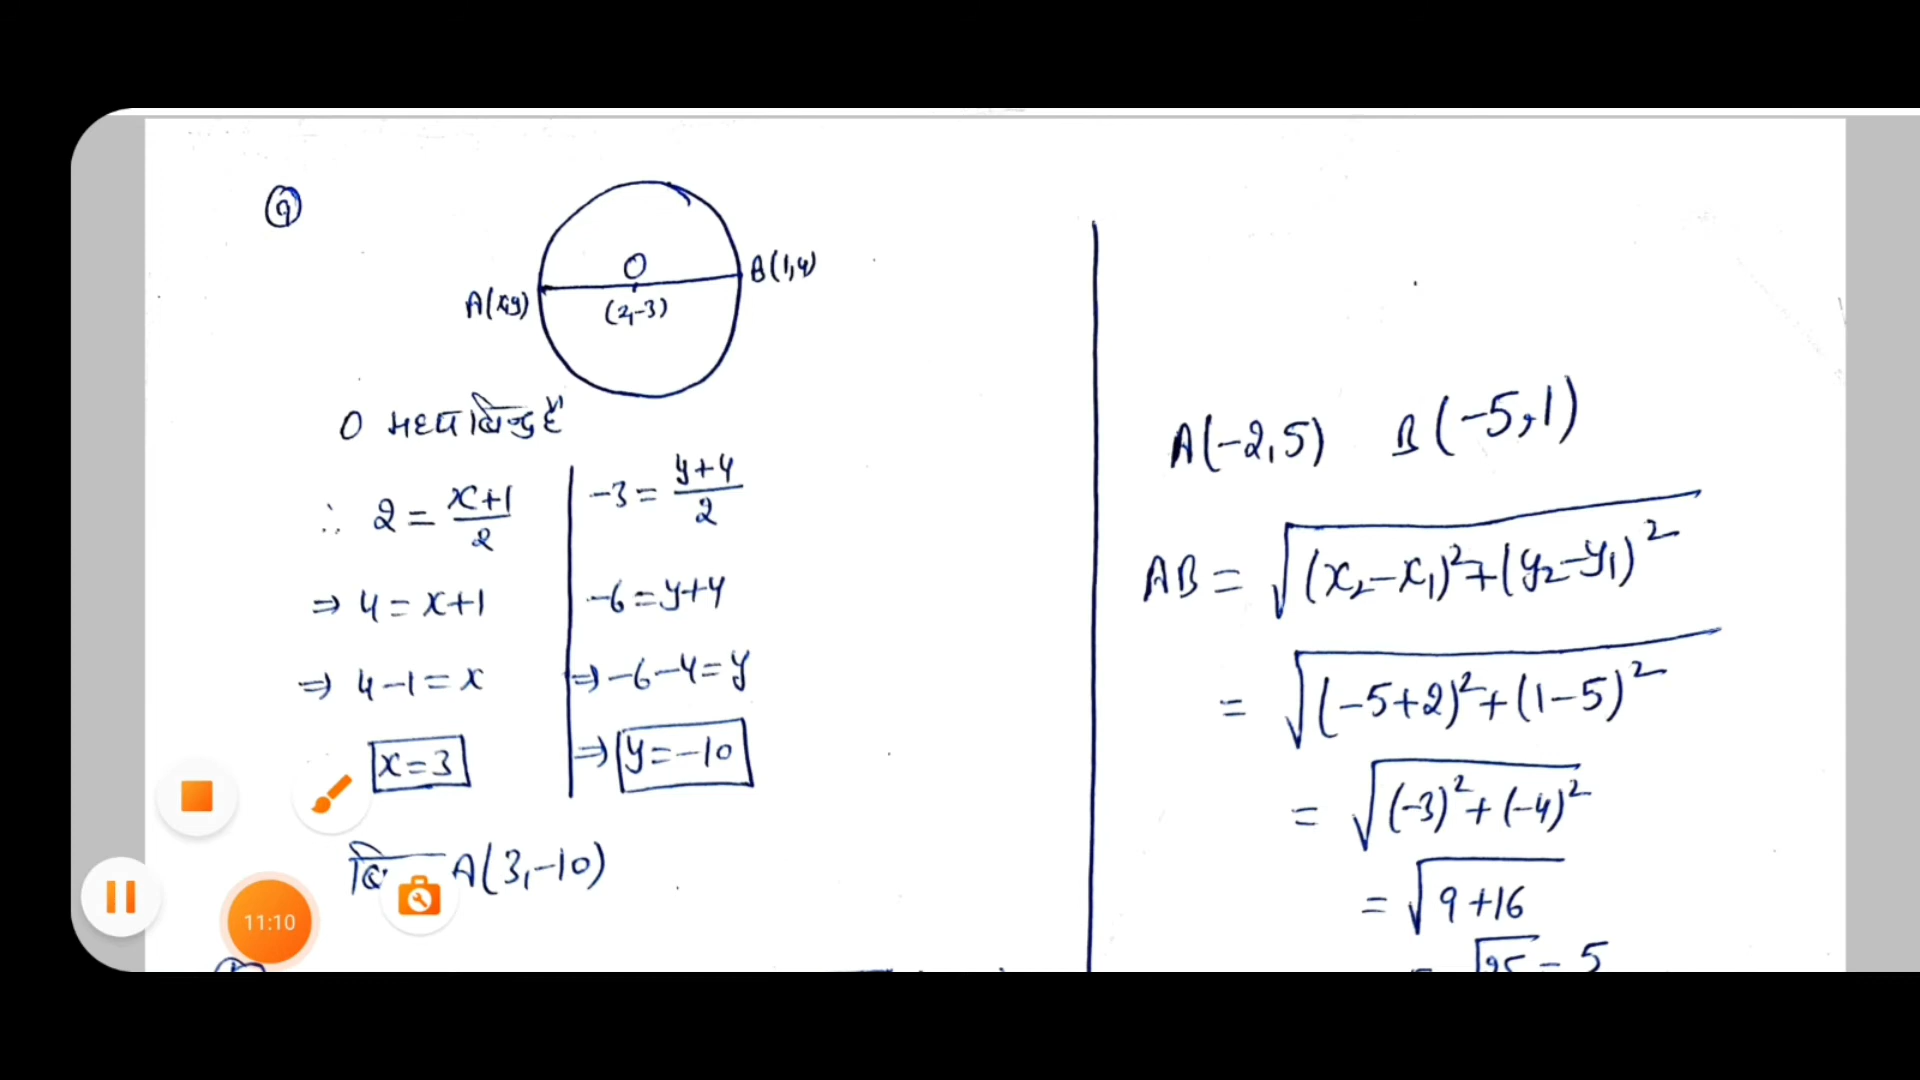 9
O
A(x,y)
B(1,4)
(2,-3)
O मध्य बिन्दु है
∴ 2 = x+1/2
⇒ 4 = x+1
⇒ 4-1 = x
x = 3
-3 = y+4/2
-6 = y+4
⇒ -6-4 = y
⇒ y = -10
A(3,-10)
11:10
A(-2,5) B(-5,1)
AB = √(x₂-x₁)²+(y₂-y₁)²
= √(-5+2)²+(1-5)²
= √(-3)²+(-4)²
= √9+16
= √25 = 5